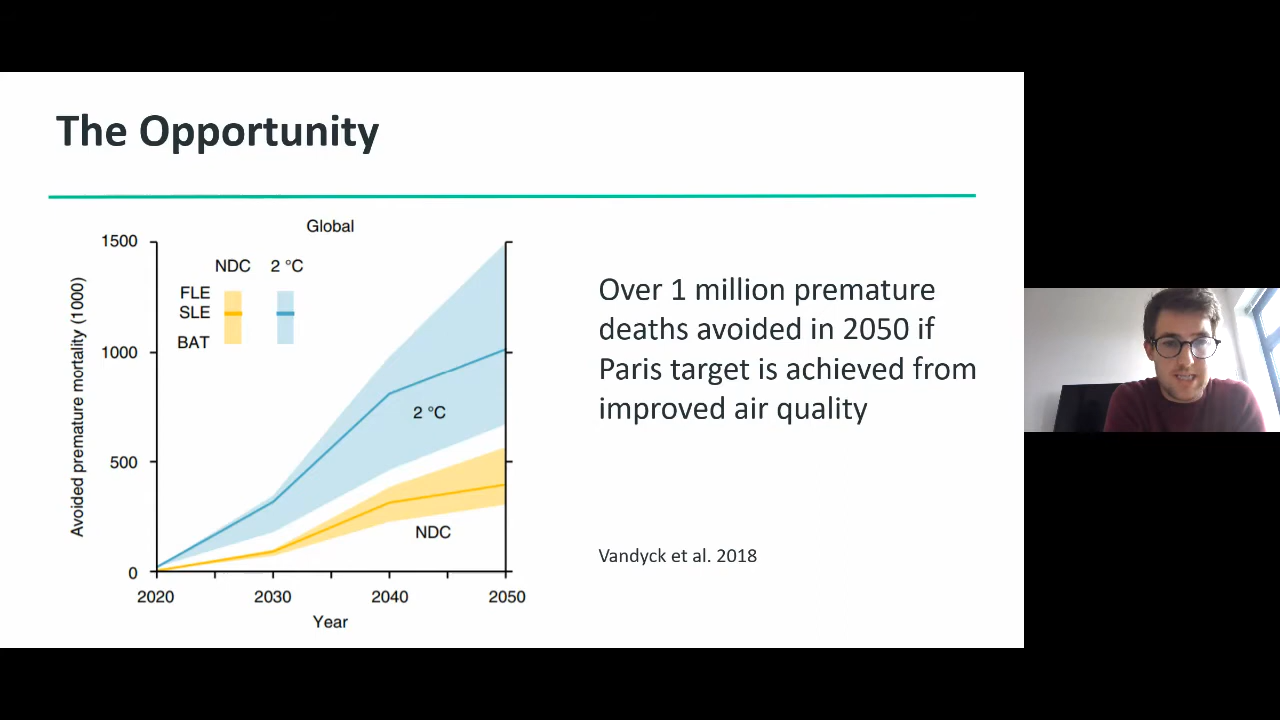 The Opportunity
Global
1500
NDC 2 °C
FLE
SLE
BAT
1000
2 °C
500
NDC
0
2020 2030 2040 2050
Year
Avoided premature mortality (1000)
Over 1 million premature
deaths avoided in 2050 if
Paris target is achieved from
improved air quality
Vandyck et al. 2018